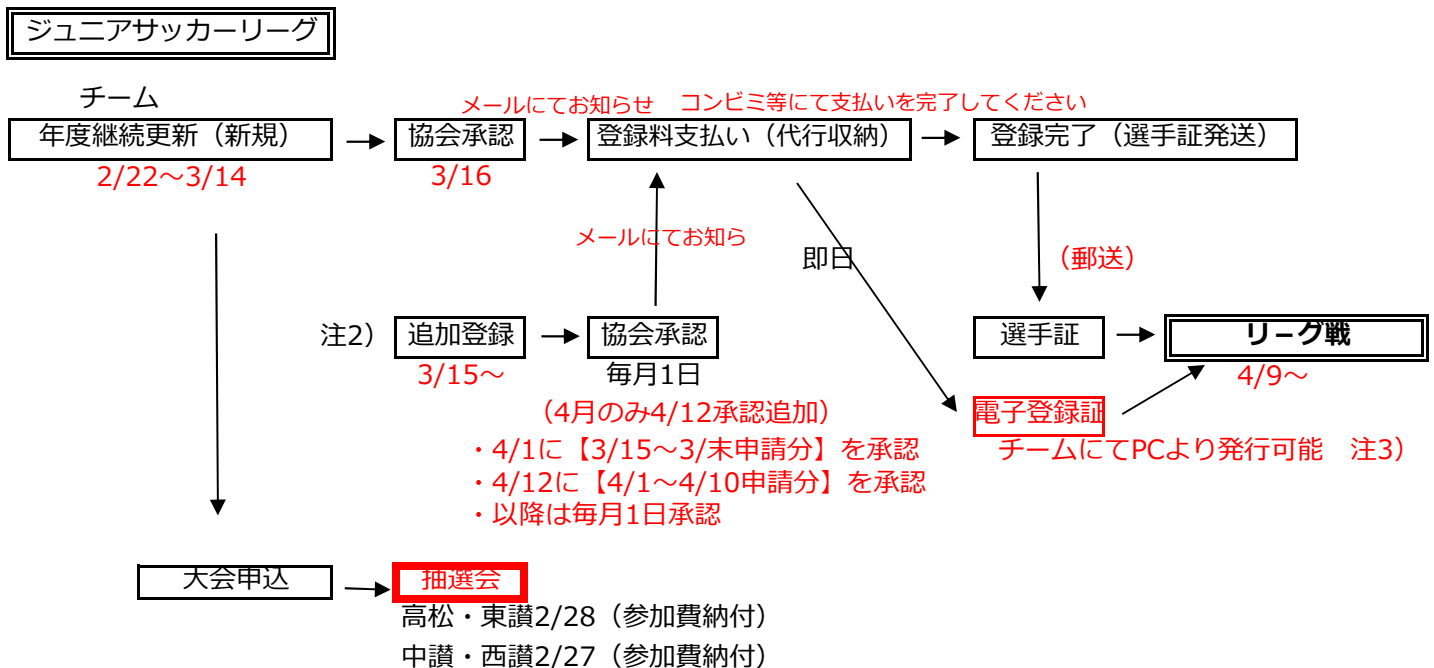 ジュニアサッカーリーグ
チーム
メールにてお知らせ コンビミ等にて支払いを完了してください
年度継続更新（新規） 協会承認 登録料支払い（代行収納） 登録完了（選手証発送）
2/22～3/14 3/16
メールにてお知ら
即日 （郵送）
注2） 追加登録 協会承認 選手証 リ－グ戦
3/15～ 毎月1日 4/9～
（4月のみ4/12承認追加） 電子登録証
・4/1に【3/15～3/末申請分】を承認 チームにてPCより発行可能　注3）
・4/12に【4/1～4/10申請分】を承認
・以降は毎月1日承認
大会申込 抽選会
高松・東讃2/28（参加費納付）
中讃・西讃2/27（参加費納付）